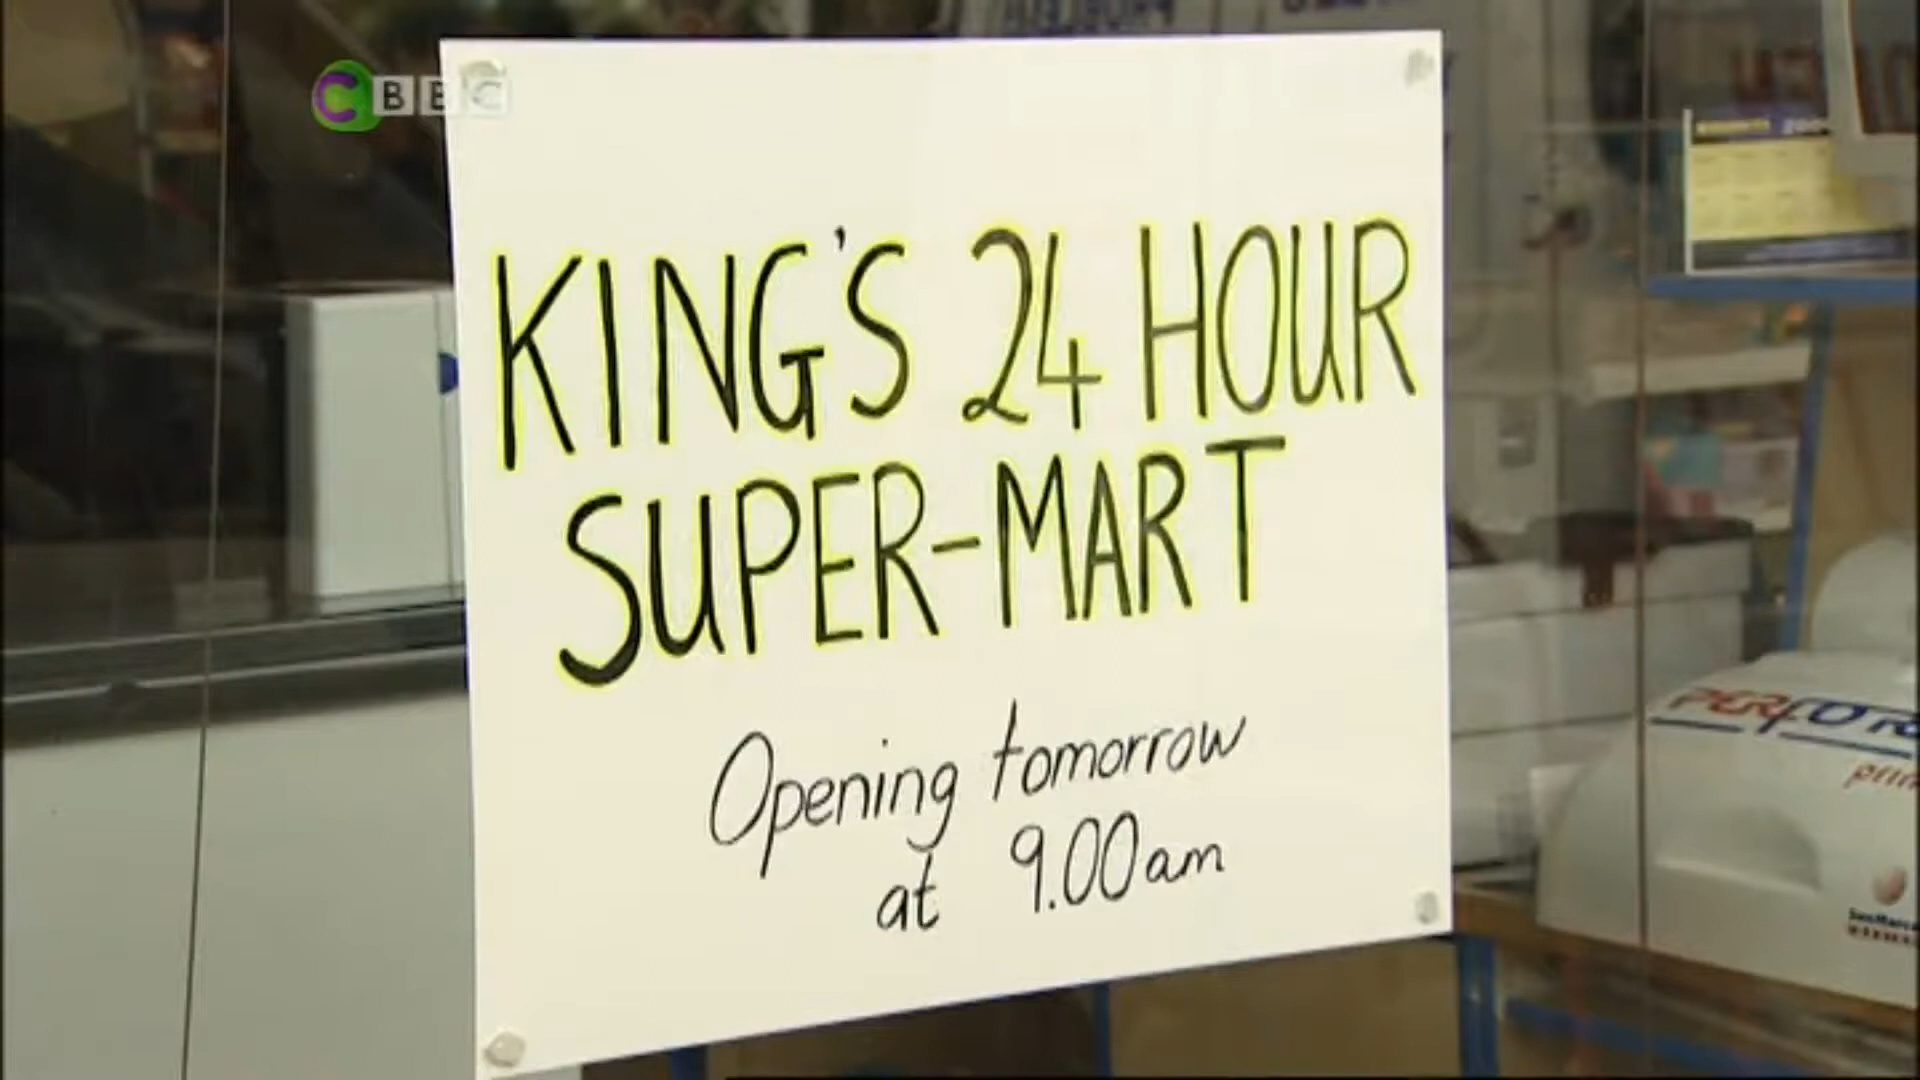 CBBC
KING'S 24 HOUR
SUPER-MART
Opening tomorrow
at 9.00am